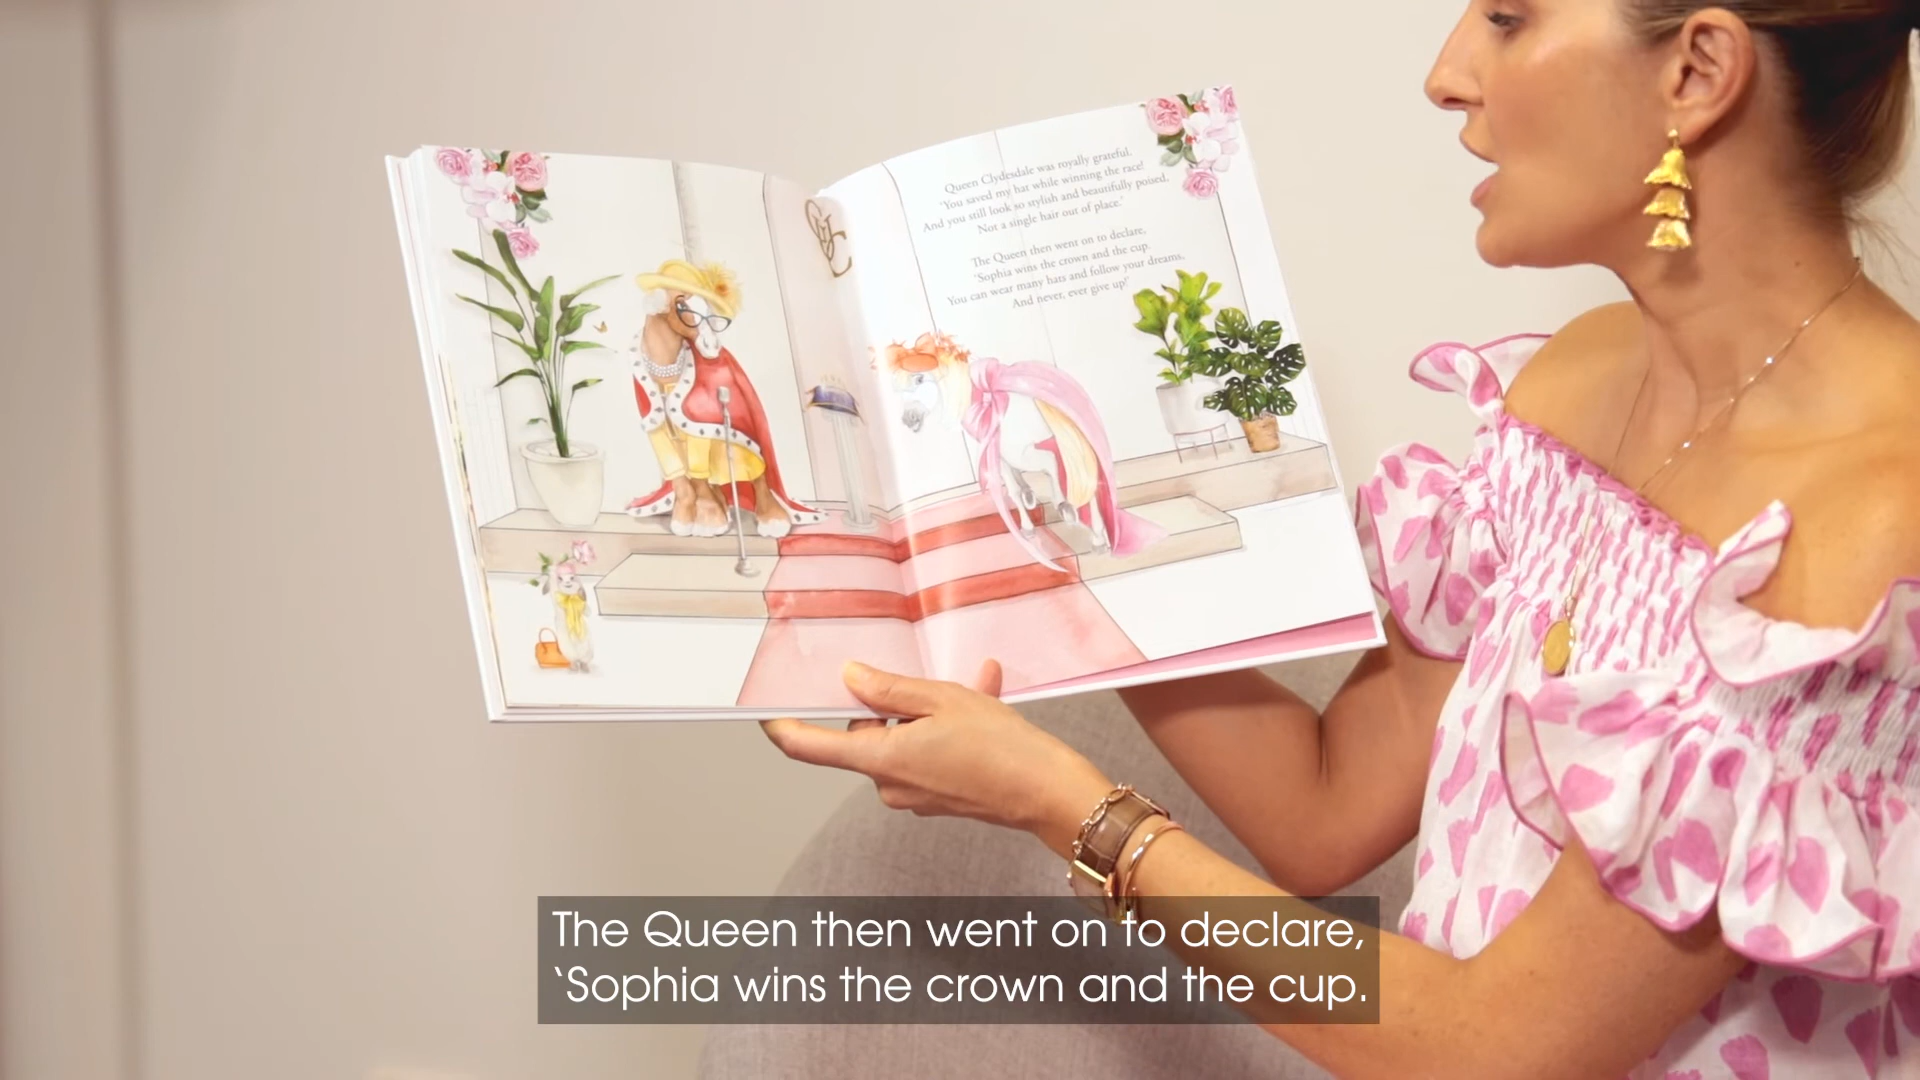 Queen Clydesdale was royally grateful.
'You saved my hat while winning the race!
And you still look so stylish and beautifully poised.
Not a single hair out of place.'
The Queen then went on to declare,
'Sophia wins the crown and the cup.
You can wear many hats and follow your dreams,
And never, ever give up!'
The Queen then went on to declare,
‘Sophia wins the crown and the cup.